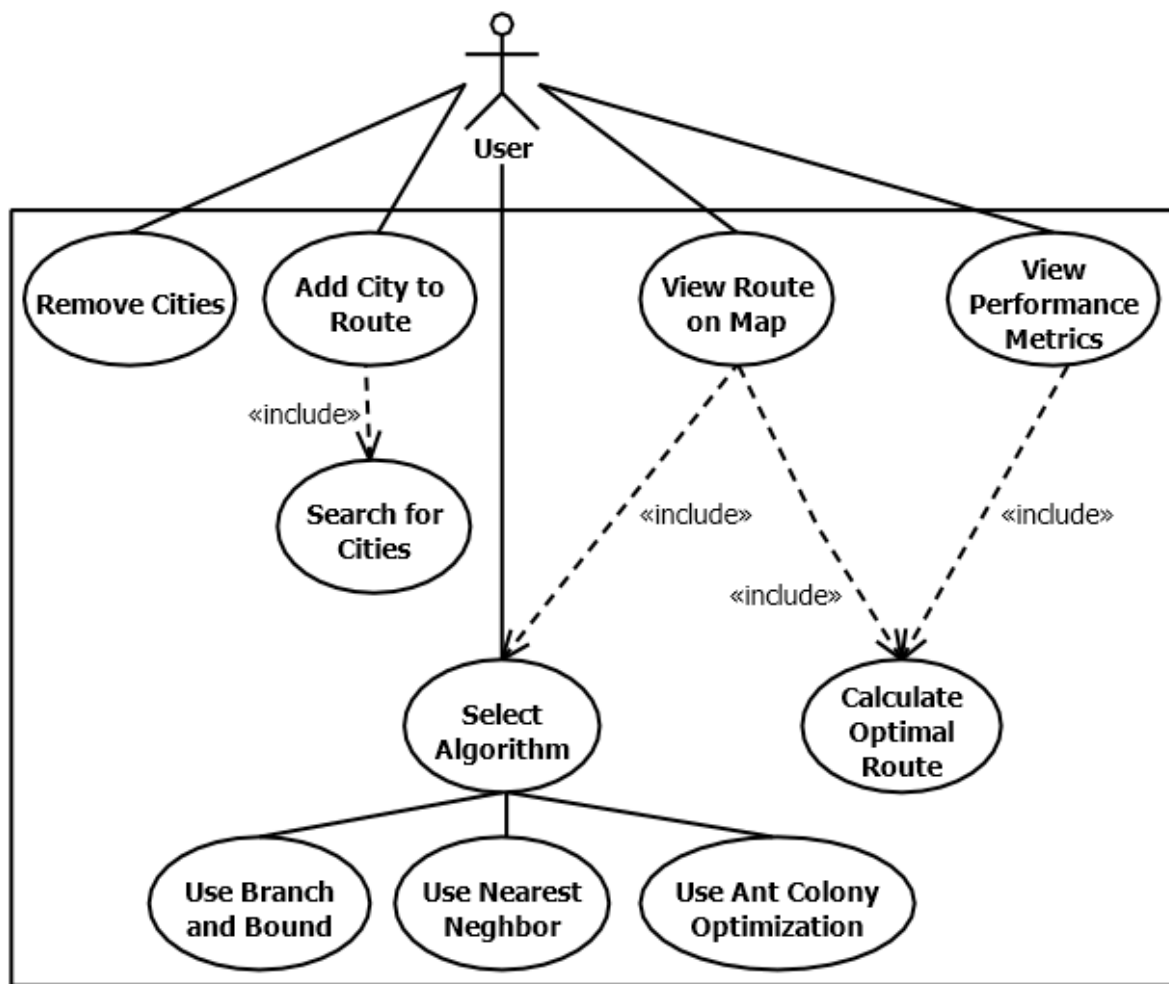 User
Remove Cities
Add City to
Route
View Route
on Map
View
Performance
Metrics
«include»
Search for
Cities
«include»
«include»
«include»
Select
Algorithm
Calculate
Optimal
Route
Use Branch
and Bound
Use Nearest
Neghbor
Use Ant Colony
Optimization